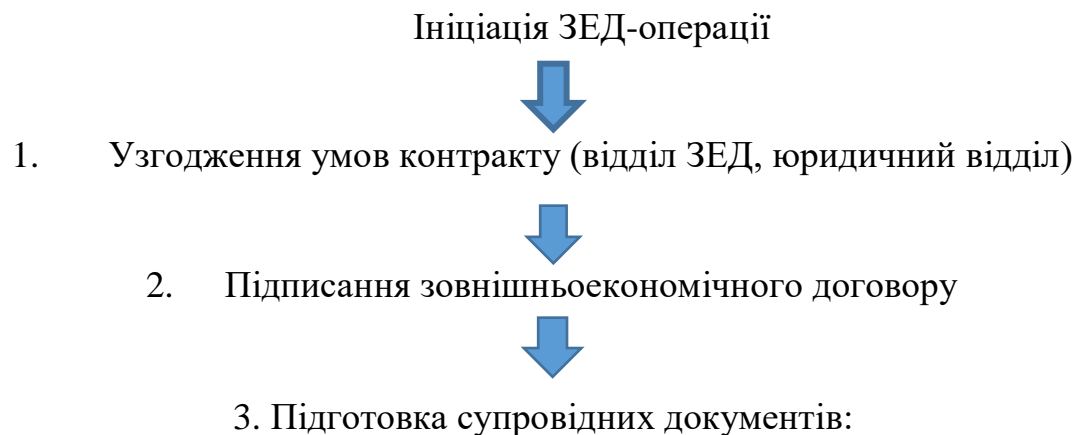 Ініціація ЗЕД-операції
1. Узгодження умов контракту (відділ ЗЕД, юридичний відділ)
2. Підписання зовнішньоекономічного договору
3. Підготовка супровідних документів: